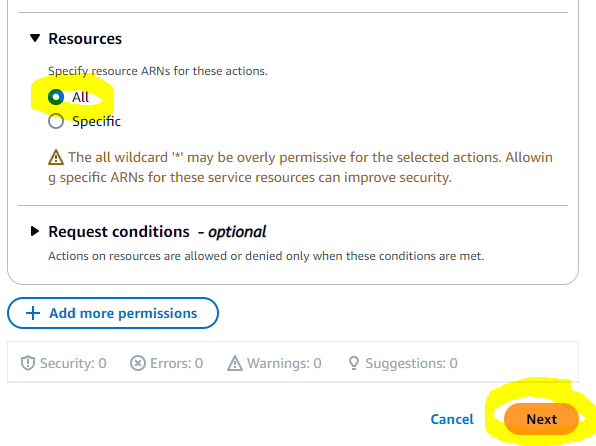 Resources
Specify resource ARNs for these actions.
All
Specific
The all wildcard '*' may be overly permissive for the selected actions. Allowin
g specific ARNs for these service resources can improve security.
Request conditions - optional
Actions on resources are allowed or denied only when these conditions are met.
Add more permissions
Security: 0 Errors: 0 Warnings: 0 Suggestions: 0
Cancel Next